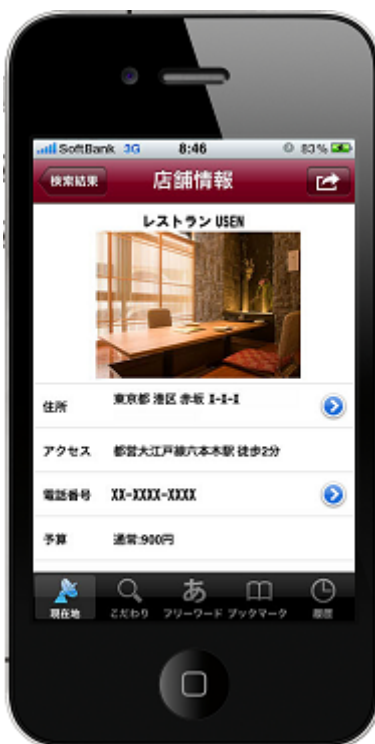 SoftBank 3G 8:46 83%
検索結果 店舗情報
レストラン USEN
住所 東京都 港区 赤坂 X-X-X
アクセス 都営大江戸線六本木駅 徒歩2分
電話番号 XX-XXXX-XXXX
予算 通常:900円
あ
現在地 こだわり フリーワード ブックマーク 履歴